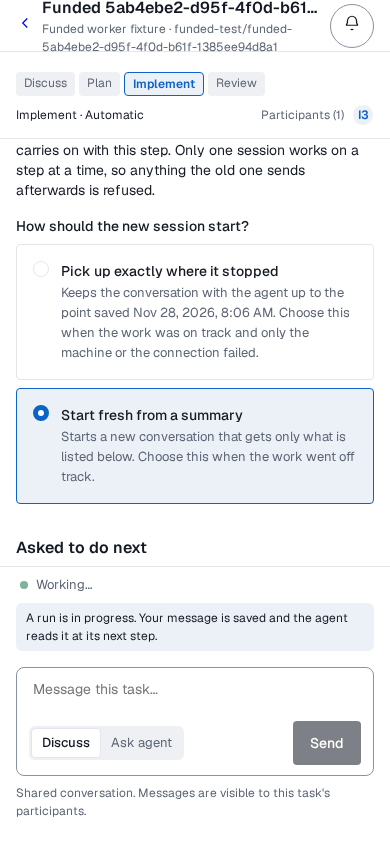 Funded 5ab4ebe2-d95f-4f0d-b61...
Funded worker fixture · funded-test/funded-
5ab4ebe2-d95f-4f0d-b61f-1385ee94d8a1
Discuss Plan Implement Review
Implement · Automatic Participants (1) I3
carries on with this step. Only one session works on a
step at a time, so anything the old one sends
afterwards is refused.
How should the new session start?
Pick up exactly where it stopped
Keeps the conversation with the agent up to the
point saved Nov 28, 2026, 8:06 AM. Choose this
when the work was on track and only the
machine or the connection failed.
Start fresh from a summary
Starts a new conversation that gets only what is
listed below. Choose this when the work went off
track.
Asked to do next
Working...
A run is in progress. Your message is saved and the agent
reads it at its next step.
Message this task...
Discuss Ask agent Send
Shared conversation. Messages are visible to this task's
participants.